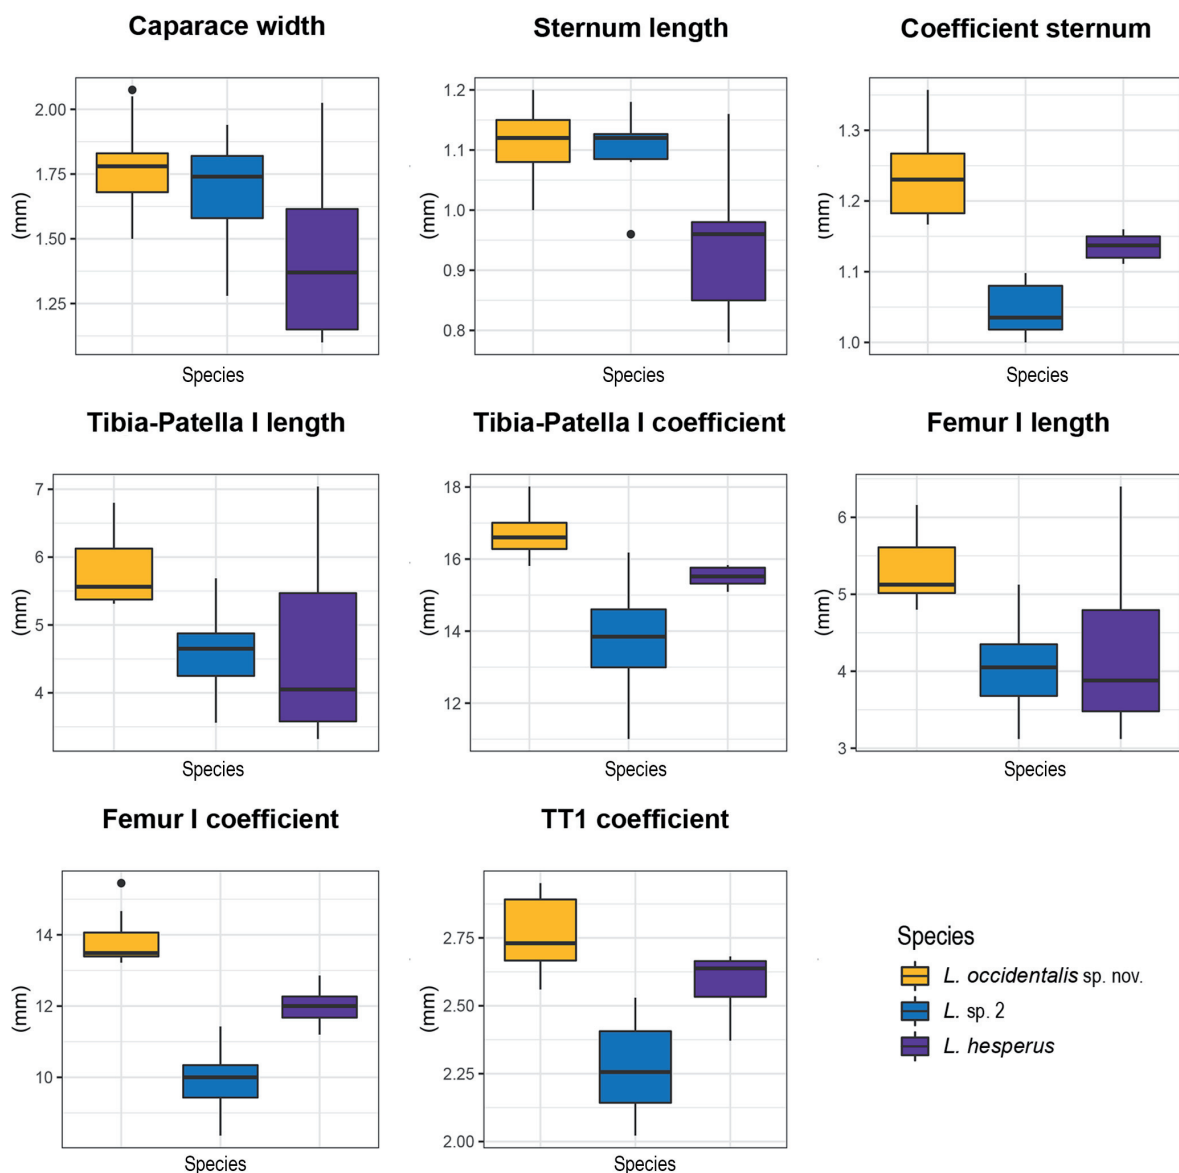 Caparace width
Sternum length
Coefficient sternum
2.00
1.75
1.50
1.25
(mm)
Species
1.2
1.1
1.0
0.9
0.8
(mm)
Species
1.3
1.2
1.1
1.0
(mm)
Species
Tibia-Patella I length
Tibia-Patella I coefficient
Femur I length
7
6
5
4
(mm)
Species
18
16
14
12
(mm)
Species
6
5
4
3
(mm)
Species
Femur I coefficient
TT1 coefficient
14
12
10
(mm)
Species
2.75
2.50
2.25
2.00
(mm)
Species
Species
L. occidentalis sp. nov.
L. sp. 2
L. hesperus